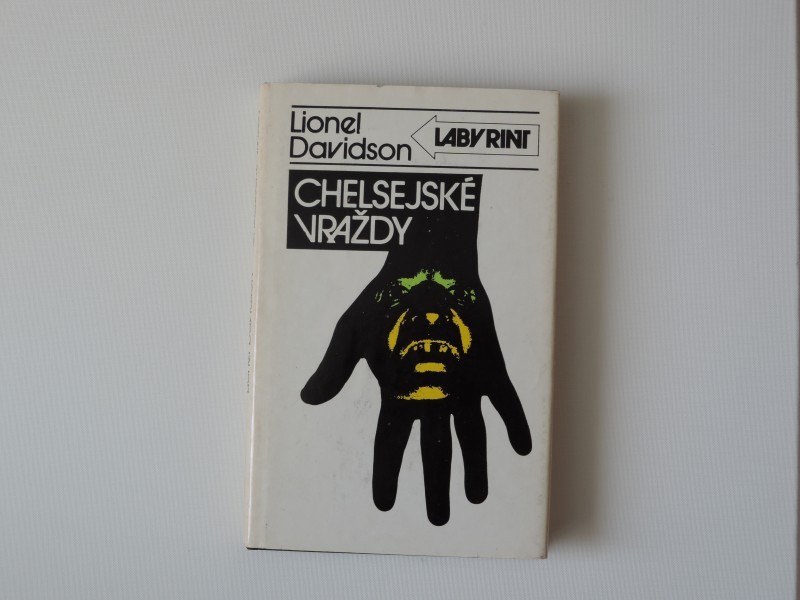 Lionel
Davidson
LABYRINT
CHELSEJSKÉ
VRAŽDY